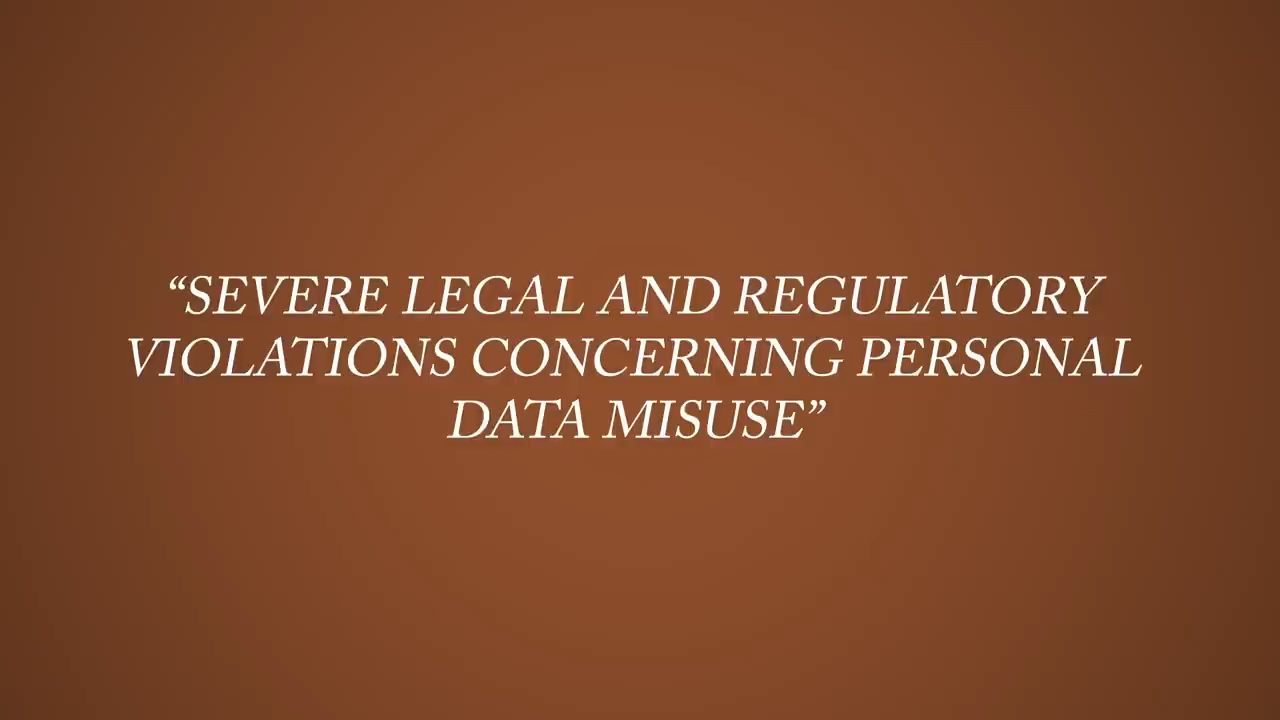 “SEVERE LEGAL AND REGULATORY
VIOLATIONS CONCERNING PERSONAL
DATA MISUSE”